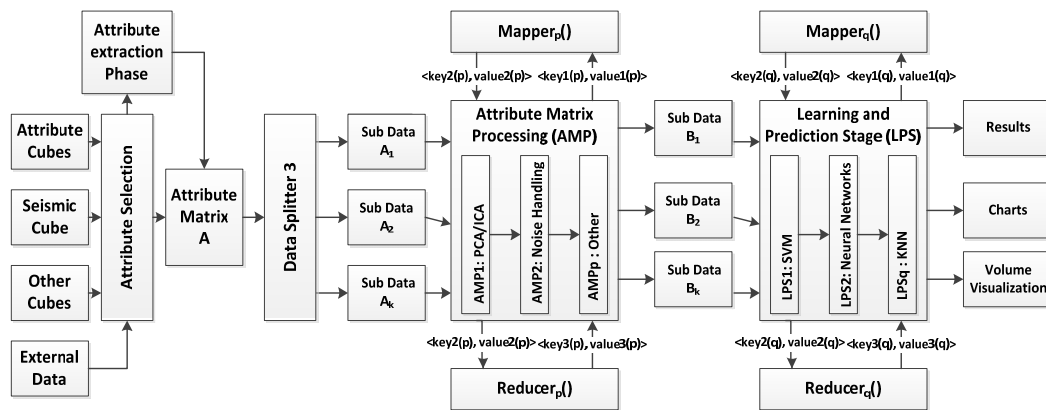 Attribute
extraction
Phase
Attribute
Cubes
Seismic
Cube
Other
Cubes
External
Data
Attribute Selection
Attribute
Matrix
A
Data Splitter 3
Sub Data
A1
Sub Data
A2
Sub Data
Ak
Mapperp()
<key2(p), value2(p)>
<key1(p), value1(p)>
Attribute Matrix
Processing (AMP)
AMP1: PCA/ICA
AMP2: Noise Handling
AMPp : Other
<key2(p), value2(p)>
<key3(p), value3(p)>
Reducerp()
Sub Data
B1
Sub Data
B2
Sub Data
Bk
Mapperq()
<key2(q), value2(q)>
<key1(q), value1(q)>
Learning and
Prediction Stage (LPS)
LPS1: SVM
LPS2: Neural Networks
LPSq : KNN
<key2(q), value2(q)>
<key3(q), value3(q)>
Reducerq()
Results
Charts
Volume
Visualization